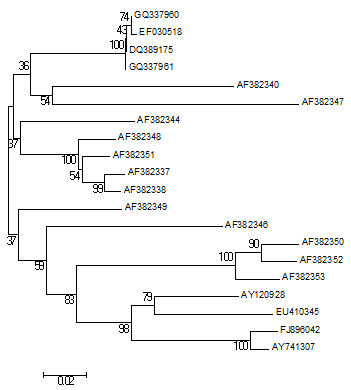 74 GQ337960
43 EF030518
100 DQ389175
GQ337961
36
AF382340
54 AF382347
AF382344
37
AF382348
100 AF382351
54 AF382337
99 AF382338
AF382349
37
AF382346
59
90 AF382350
100 AF382352
AF382353
83
79 AY120928
EU410345
98
FJ896042
100 AY741307
0.02